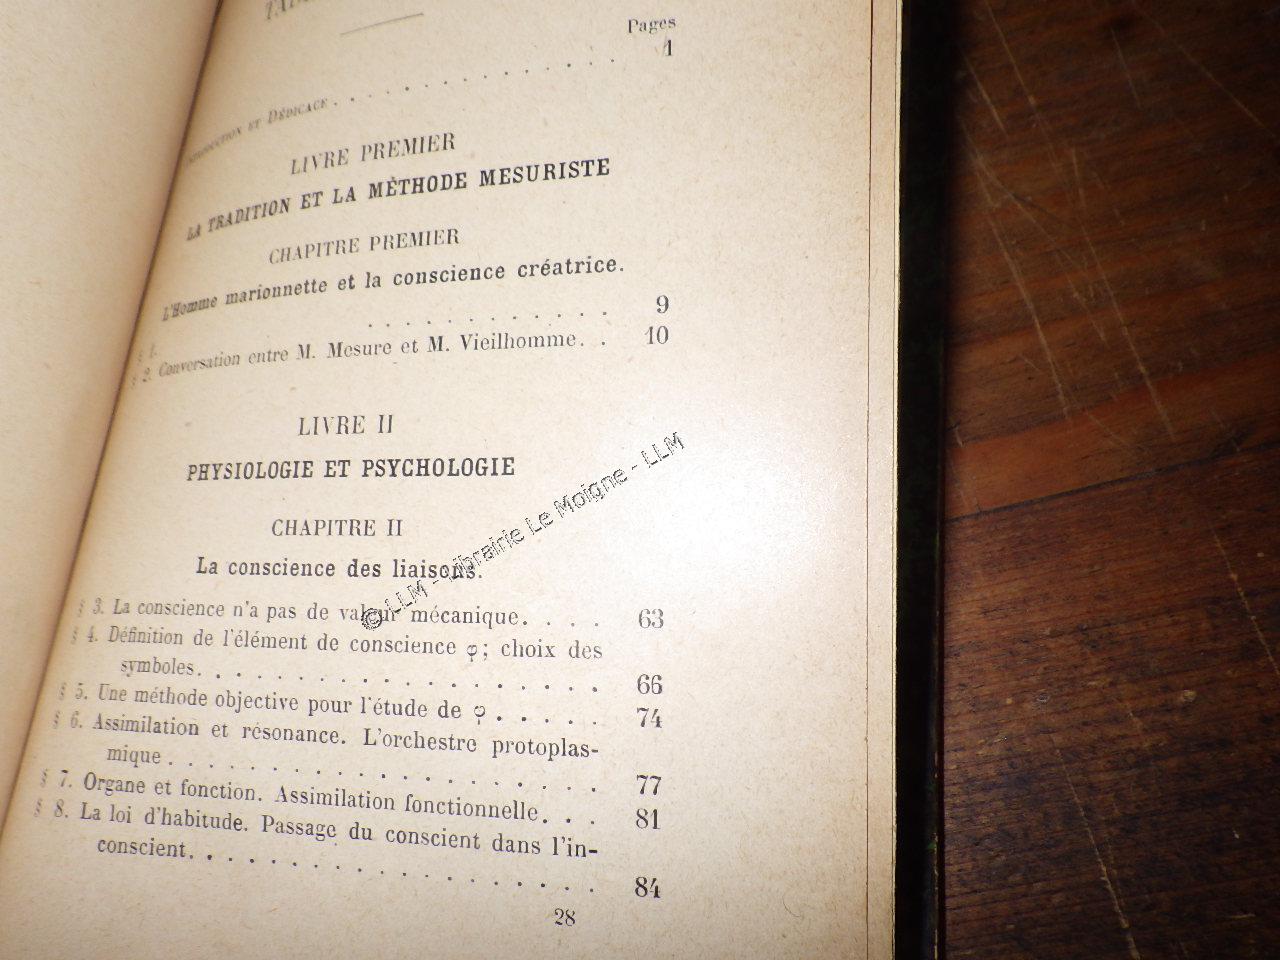 Pages
INTRODUCTION ET DÉDICACE . . . . . . . . . . . . . . . 1
LIVRE PREMIER
LA TRADITION ET LA MÉTHODE MESURISTE
CHAPITRE PREMIER
L'Homme marionnette et la conscience créatrice.
§ 1. . . . . . . . . . . . . . 9
§ 2. Conversation entre M. Mesure et M. Vieilhomme. . . 10
LIVRE II
PHYSIOLOGIE ET PSYCHOLOGIE
CHAPITRE II
La conscience des liaisons.
§ 3. La conscience n'a pas de valeur mécanique. . . . . 63
§ 4. Définition de l'élément de conscience φ; choix des
symboles. . . . . . . . . . . . . . . . . . . . 66
§ 5. Une méthode objective pour l'étude de φ. . . . . . 74
§ 6. Assimilation et résonance. L'orchestre protoplas-
mique . . . . . . . . . . . . . . . . . . . . . 77
§ 7. Organe et fonction. Assimilation fonctionnelle. . . . 81
§ 8. La loi d'habitude. Passage du conscient dans l'in-
conscient. . . . . . . . . . . . . . . . . . . . 84
28
© LLM - Librairie Le Moigne - LLM